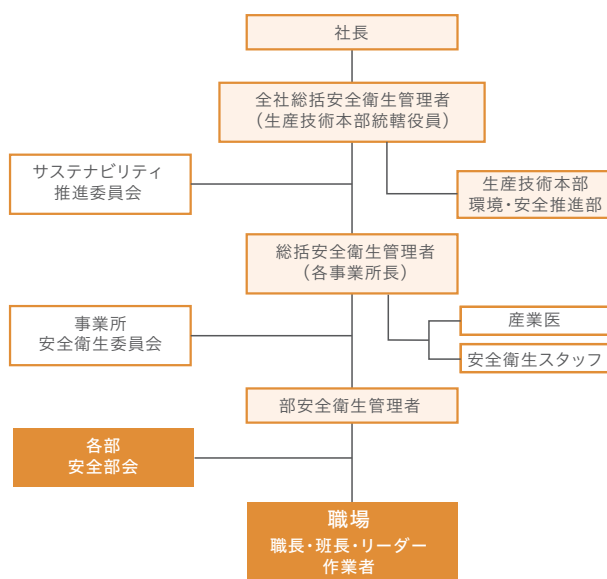 社長
全社総括安全衛生管理者
（生産技術本部統轄役員）
サステナビリティ
推進委員会
生産技術本部
環境・安全推進部
総括安全衛生管理者
（各事業所長）
事業所
安全衛生委員会
産業医
安全衛生スタッフ
部安全衛生管理者
各部
安全部会
職場
職長・班長・リーダー
作業者